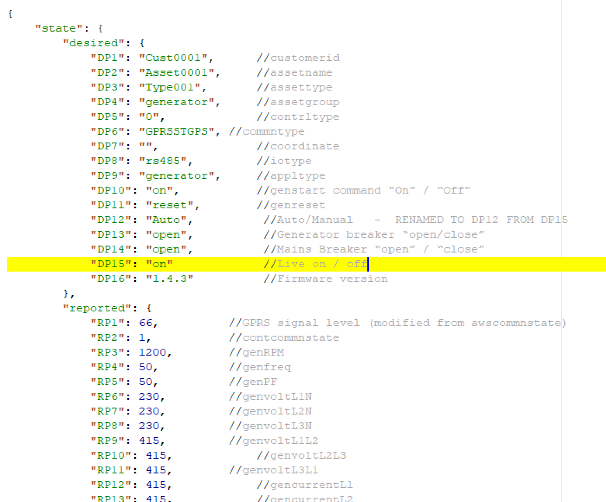 {
"state": {
"desired": {
"DP1": "Cust0001", //customerid
"DP2": "Asset0001", //assetname
"DP3": "Type001", //assettype
"DP4": "generator", //assetgroup
"DP5": "0", //contrltype
"DP6": "GPRSSTGPS", //commntype
"DP7": "", //coordinate
"DP8": "rs485", //iotype
"DP9": "generator", //appltype
"DP10": "on", //genstart command “On” / “Off”
"DP11": "reset", //genreset
"DP12": "Auto", //Auto/Manual - RENAMED TO DP12 FROM DP15
"DP13": "open", //Generator breaker “open/close”
"DP14": "open", //Mains Breaker “open” / “close”
"DP15": "on" //Live on / off
"DP16": "1.4.3" //Firmware version
},
"reported": {
"RP1": 66, //GPRS signal level (modified from awscommnstate)
"RP2": 1, //contcommnstate
"RP3": 1200, //genRPM
"RP4": 50, //genfreq
"RP5": 50, //genPF
"RP6": 230, //genvoltL1N
"RP7": 230, //genvoltL2N
"RP8": 230, //genvoltL3N
"RP9": 415, //genvoltL1L2
"RP10": 415, //genvoltL2L3
"RP11": 415, //genvoltL3L1
"RP12": 415, //gencurrentL1
"RP13": 415, //gencurrentL2